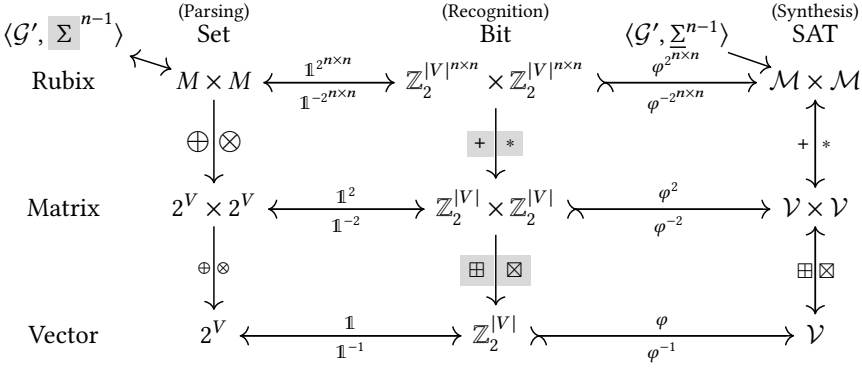 (Parsing) (Recognition) (Synthesis)
⟨𝒢′, Σ^{n−1}⟩ Set Bit ⟨𝒢′, Σ̲^{n−1}⟩ SAT
Rubix M × M 𝟙^{2^{n×n}} 𝟙^{−2^{n×n}} ℤ₂^{|V|^{n×n}} × ℤ₂^{|V|^{n×n}} φ^{2^{n×n}} φ^{−2^{n×n}} ℳ × ℳ
⊕ ⊗ + * + *
Matrix 2^V × 2^V 𝟙² 𝟙^{−2} ℤ₂^{|V|} × ℤ₂^{|V|} φ² φ^{−2} 𝒱 × 𝒱
⊕ ⊗ ⊞ ⊠ ⊞ ⊠
Vector 2^V 𝟙 𝟙^{−1} ℤ₂^{|V|} φ φ^{−1} 𝒱